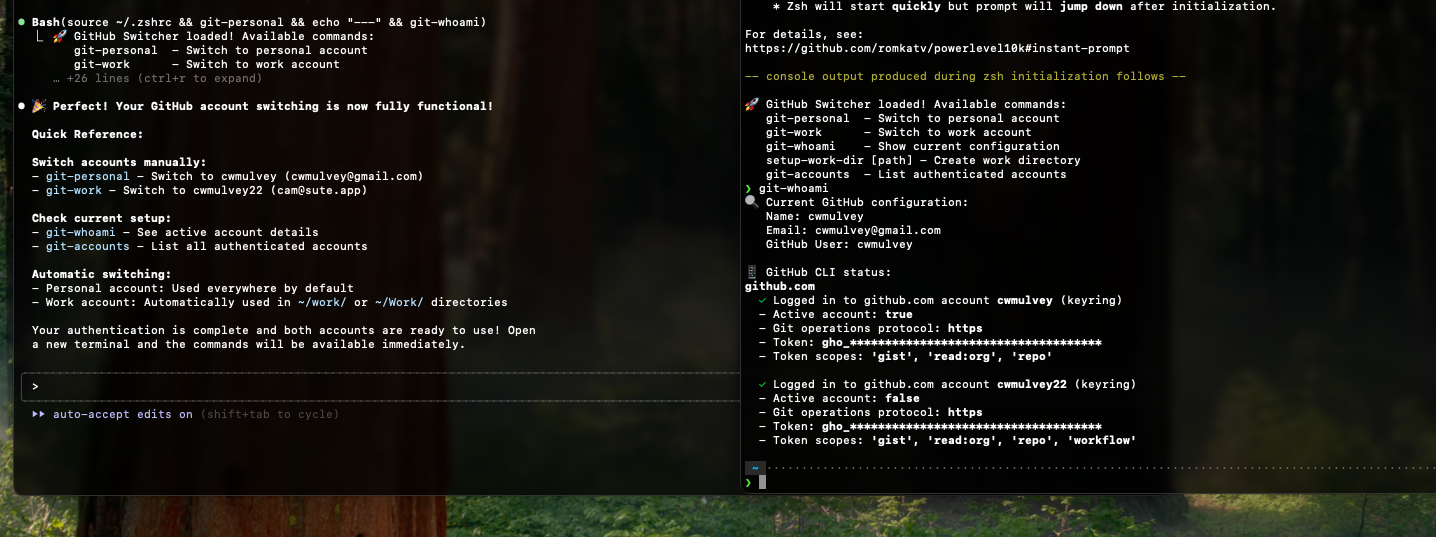 ● Bash(source ~/.zshrc && git-personal && echo "---" && git-whoami)
⎿ 🚀 GitHub Switcher loaded! Available commands:
git-personal  - Switch to personal account
git-work      - Switch to work account
… +26 lines (ctrl+r to expand)
● 🎉 Perfect! Your GitHub account switching is now fully functional!
Quick Reference:
Switch accounts manually:
- git-personal - Switch to cwmulvey (cwmulvey@gmail.com)
- git-work - Switch to cwmulvey22 (cam@sute.app)
Check current setup:
- git-whoami - See active account details
- git-accounts - List all authenticated accounts
Automatic switching:
- Personal account: Used everywhere by default
- Work account: Automatically used in ~/work/ or ~/Work/ directories
Your authentication is complete and both accounts are ready to use! Open
a new terminal and the commands will be available immediately.
>
⏵⏵ auto-accept edits on (shift+tab to cycle)
* Zsh will start quickly but prompt will jump down after initialization.
For details, see:
https://github.com/romkatv/powerlevel10k#instant-prompt
-- console output produced during zsh initialization follows --
🚀 GitHub Switcher loaded! Available commands:
git-personal  - Switch to personal account
git-work      - Switch to work account
git-whoami    - Show current configuration
setup-work-dir [path] - Create work directory
git-accounts  - List authenticated accounts
❯ git-whoami
🔍 Current GitHub configuration:
Name: cwmulvey
Email: cwmulvey@gmail.com
GitHub User: cwmulvey
📱 GitHub CLI status:
github.com
✓ Logged in to github.com account cwmulvey (keyring)
- Active account: true
- Git operations protocol: https
- Token: gho_************************************
- Token scopes: 'gist', 'read:org', 'repo'
✓ Logged in to github.com account cwmulvey22 (keyring)
- Active account: false
- Git operations protocol: https
- Token: gho_************************************
- Token scopes: 'gist', 'read:org', 'repo', 'workflow'
~
❯